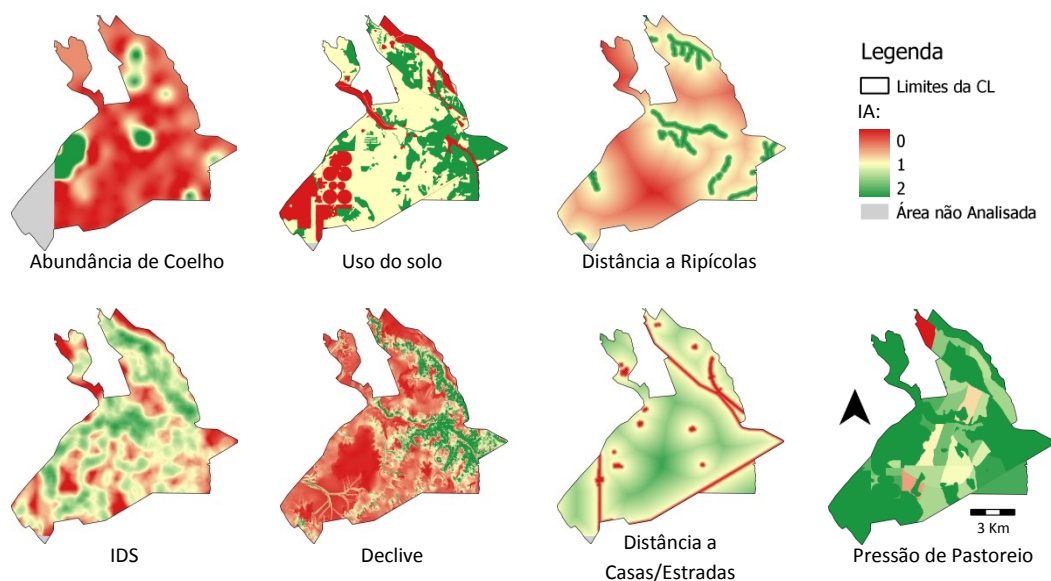 Legenda
Limites da CL
IA:
0
1
2
Área não Analisada
Abundância de Coelho
Uso do solo
Distância a Ripícolas
3 Km
IDS
Declive
Distância a
Casas/Estradas
Pressão de Pastoreio